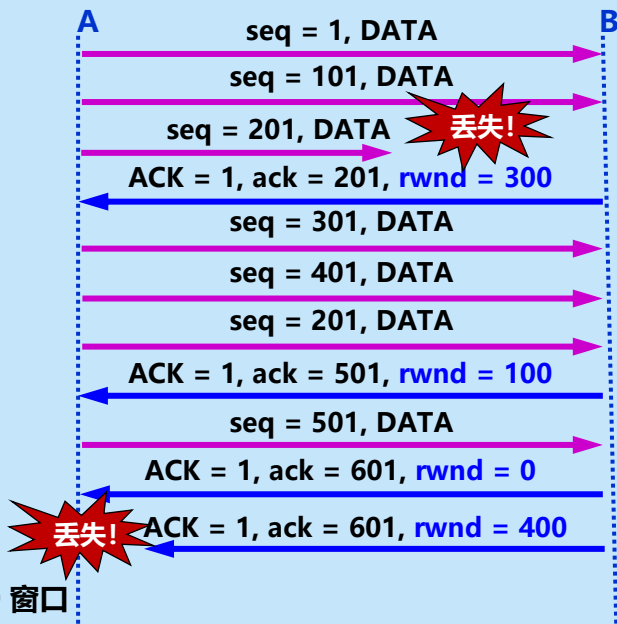 A B
seq = 1, DATA
seq = 101, DATA
丢失!
seq = 201, DATA
ACK = 1, ack = 201, rwnd = 300
seq = 301, DATA
seq = 401, DATA
seq = 201, DATA
ACK = 1, ack = 501, rwnd = 100
seq = 501, DATA
ACK = 1, ack = 601, rwnd = 0
丢失! ACK = 1, ack = 601, rwnd = 400
窗口